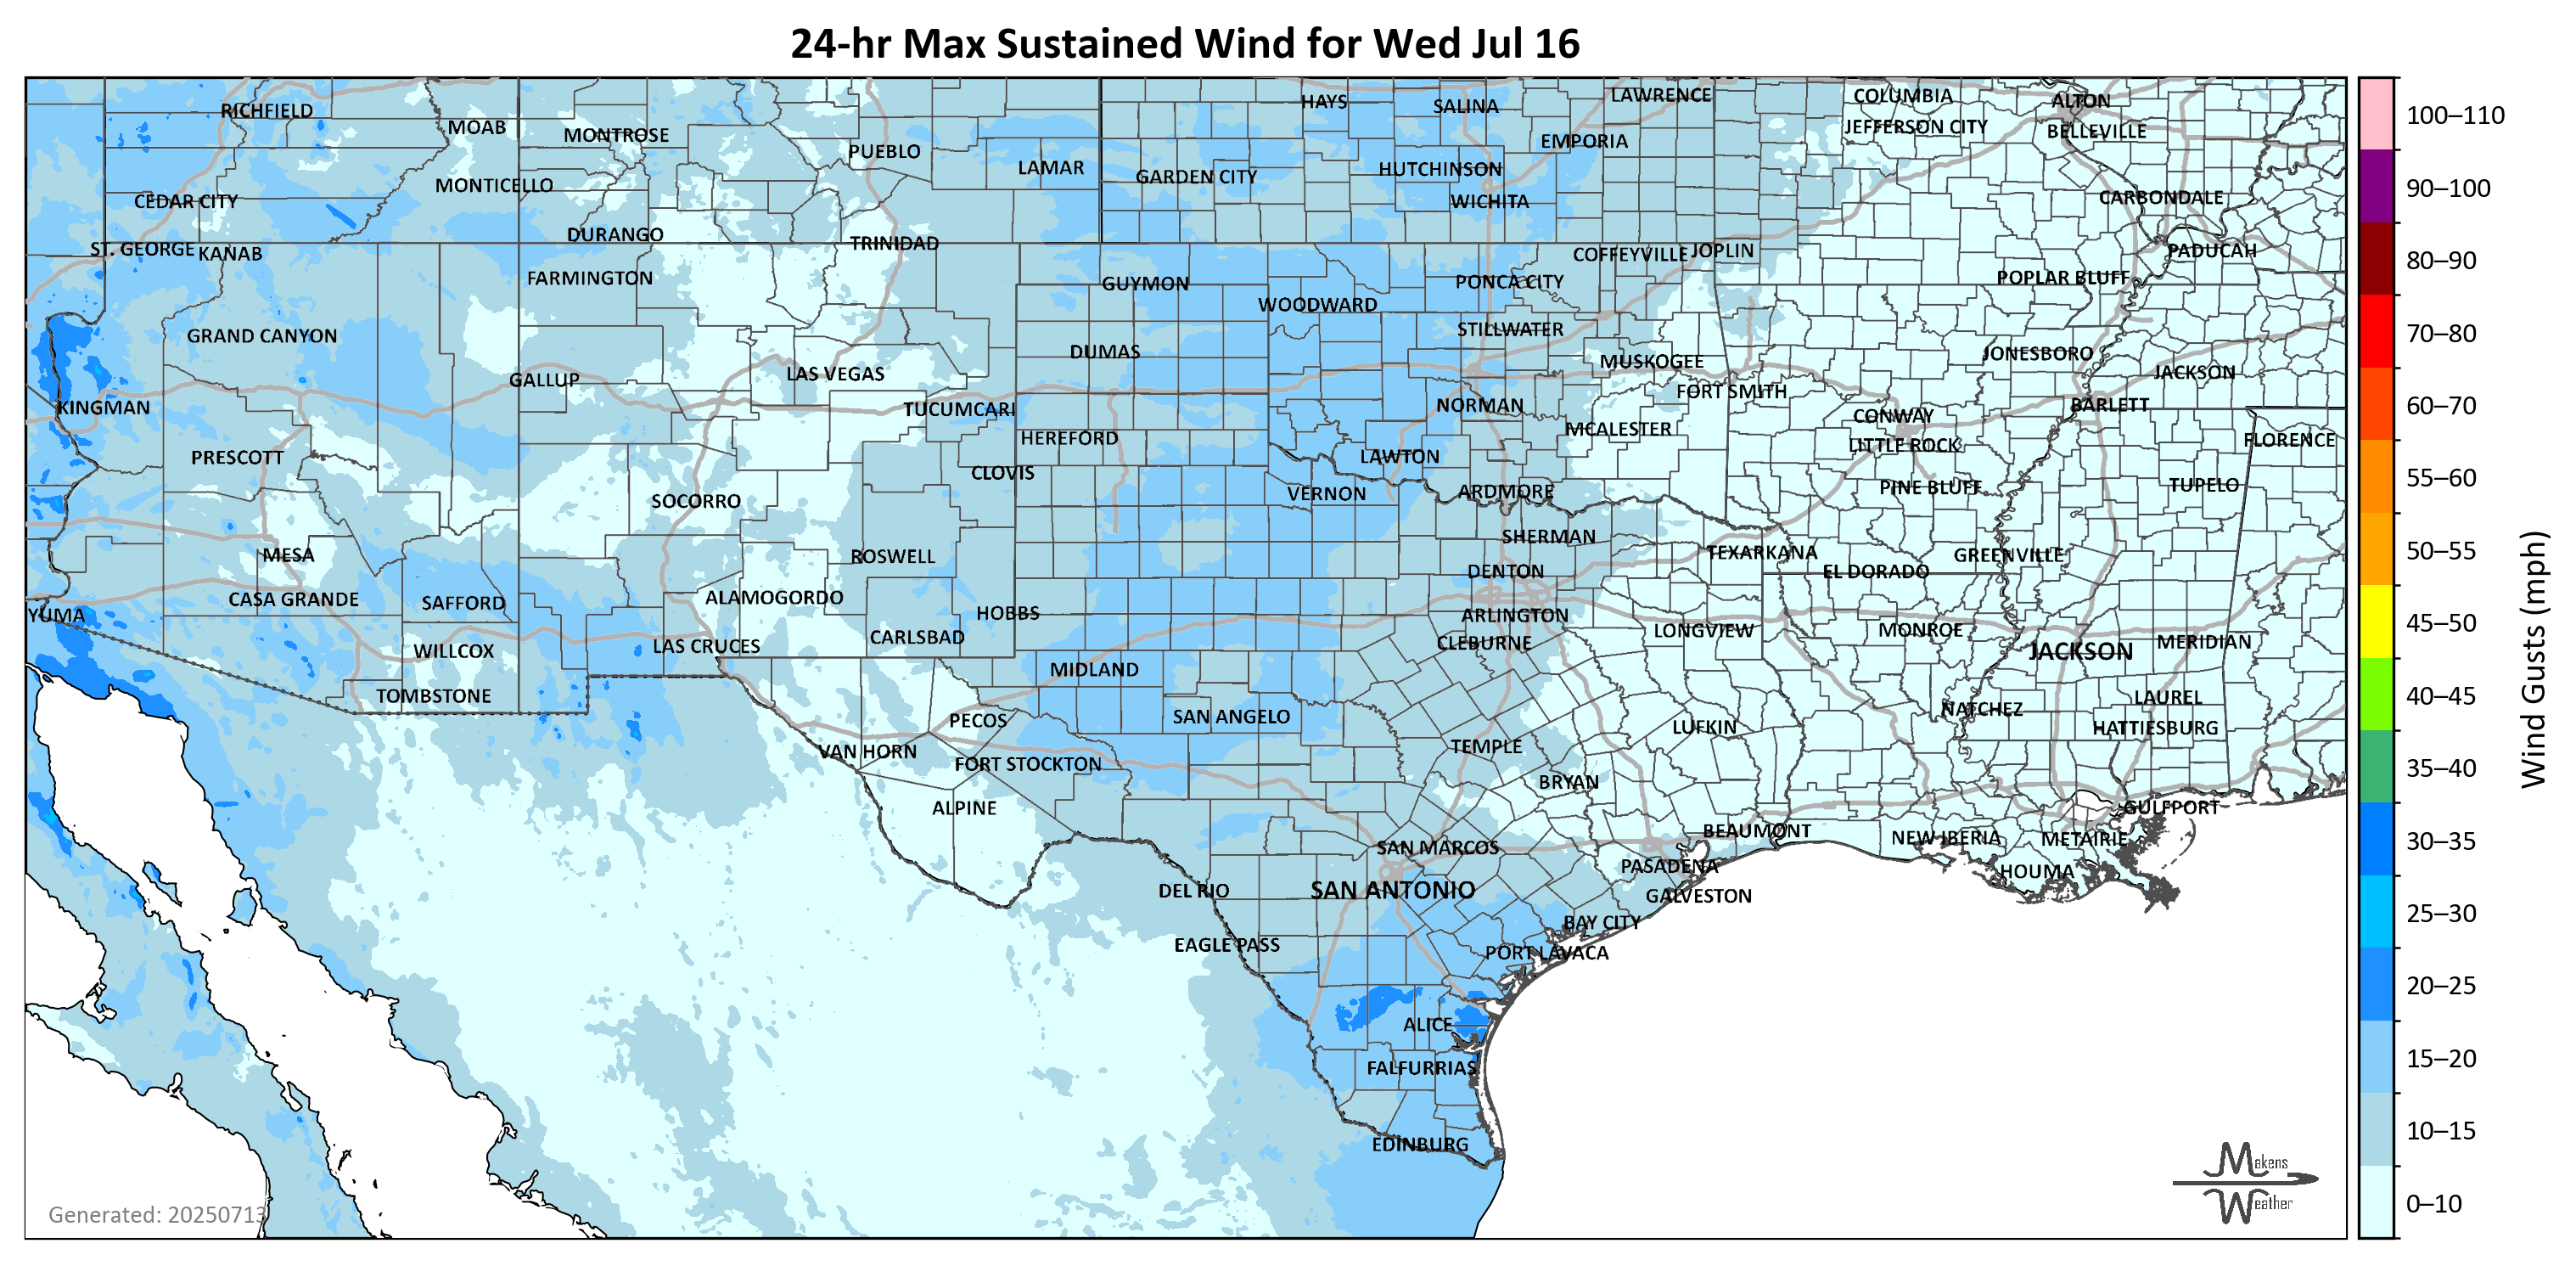 24-hr Max Sustained Wind for Wed Jul 16
RICHFIELD
MOAB
MONTROSE
PUEBLO
LAMAR
HAYS
SALINA
LAWRENCE
COLUMBIA
ALTON
JEFFERSON CITY
BELLEVILLE
EMPORIA
GARDEN CITY
HUTCHINSON
CEDAR CITY
MONTICELLO
WICHITA
CARBONDALE
ST. GEORGE
KANAB
DURANGO
TRINIDAD
COFFEYVILLE
JOPLIN
PADUCAH
FARMINGTON
GUYMON
PONCA CITY
POPLAR BLUFF
WOODWARD
GRAND CANYON
STILLWATER
DUMAS
MUSKOGEE
JONESBORO
GALLUP
LAS VEGAS
FORT SMITH
JACKSON
KINGMAN
TUCUMCARI
NORMAN
CONWAY
BARLETT
HEREFORD
MCALESTER
LITTLE ROCK
FLORENCE
PRESCOTT
CLOVIS
LAWTON
SOCORRO
VERNON
ARDMORE
PINE BLUFF
TUPELO
MESA
ROSWELL
SHERMAN
TEXARKANA
GREENVILLE
CASA GRANDE
SAFFORD
ALAMOGORDO
DENTON
EL DORADO
YUMA
HOBBS
ARLINGTON
WILLCOX
LAS CRUCES
CARLSBAD
CLEBURNE
LONGVIEW
MONROE
JACKSON
MERIDIAN
TOMBSTONE
MIDLAND
LAUREL
PECOS
SAN ANGELO
LUFKIN
NATCHEZ
HATTIESBURG
VAN HORN
FORT STOCKTON
TEMPLE
ALPINE
BRYAN
GULFPORT
SAN MARCOS
BEAUMONT
NEW IBERIA
METAIRIE
DEL RIO
SAN ANTONIO
PASADENA
HOUMA
GALVESTON
EAGLE PASS
BAY CITY
PORT LAVACA
ALICE
FALFURRIAS
EDINBURG
Generated: 20250713
Makens
Weather
100–110
90–100
80–90
70–80
60–70
55–60
50–55
45–50
40–45
35–40
30–35
25–30
20–25
15–20
10–15
0–10
Wind Gusts (mph)